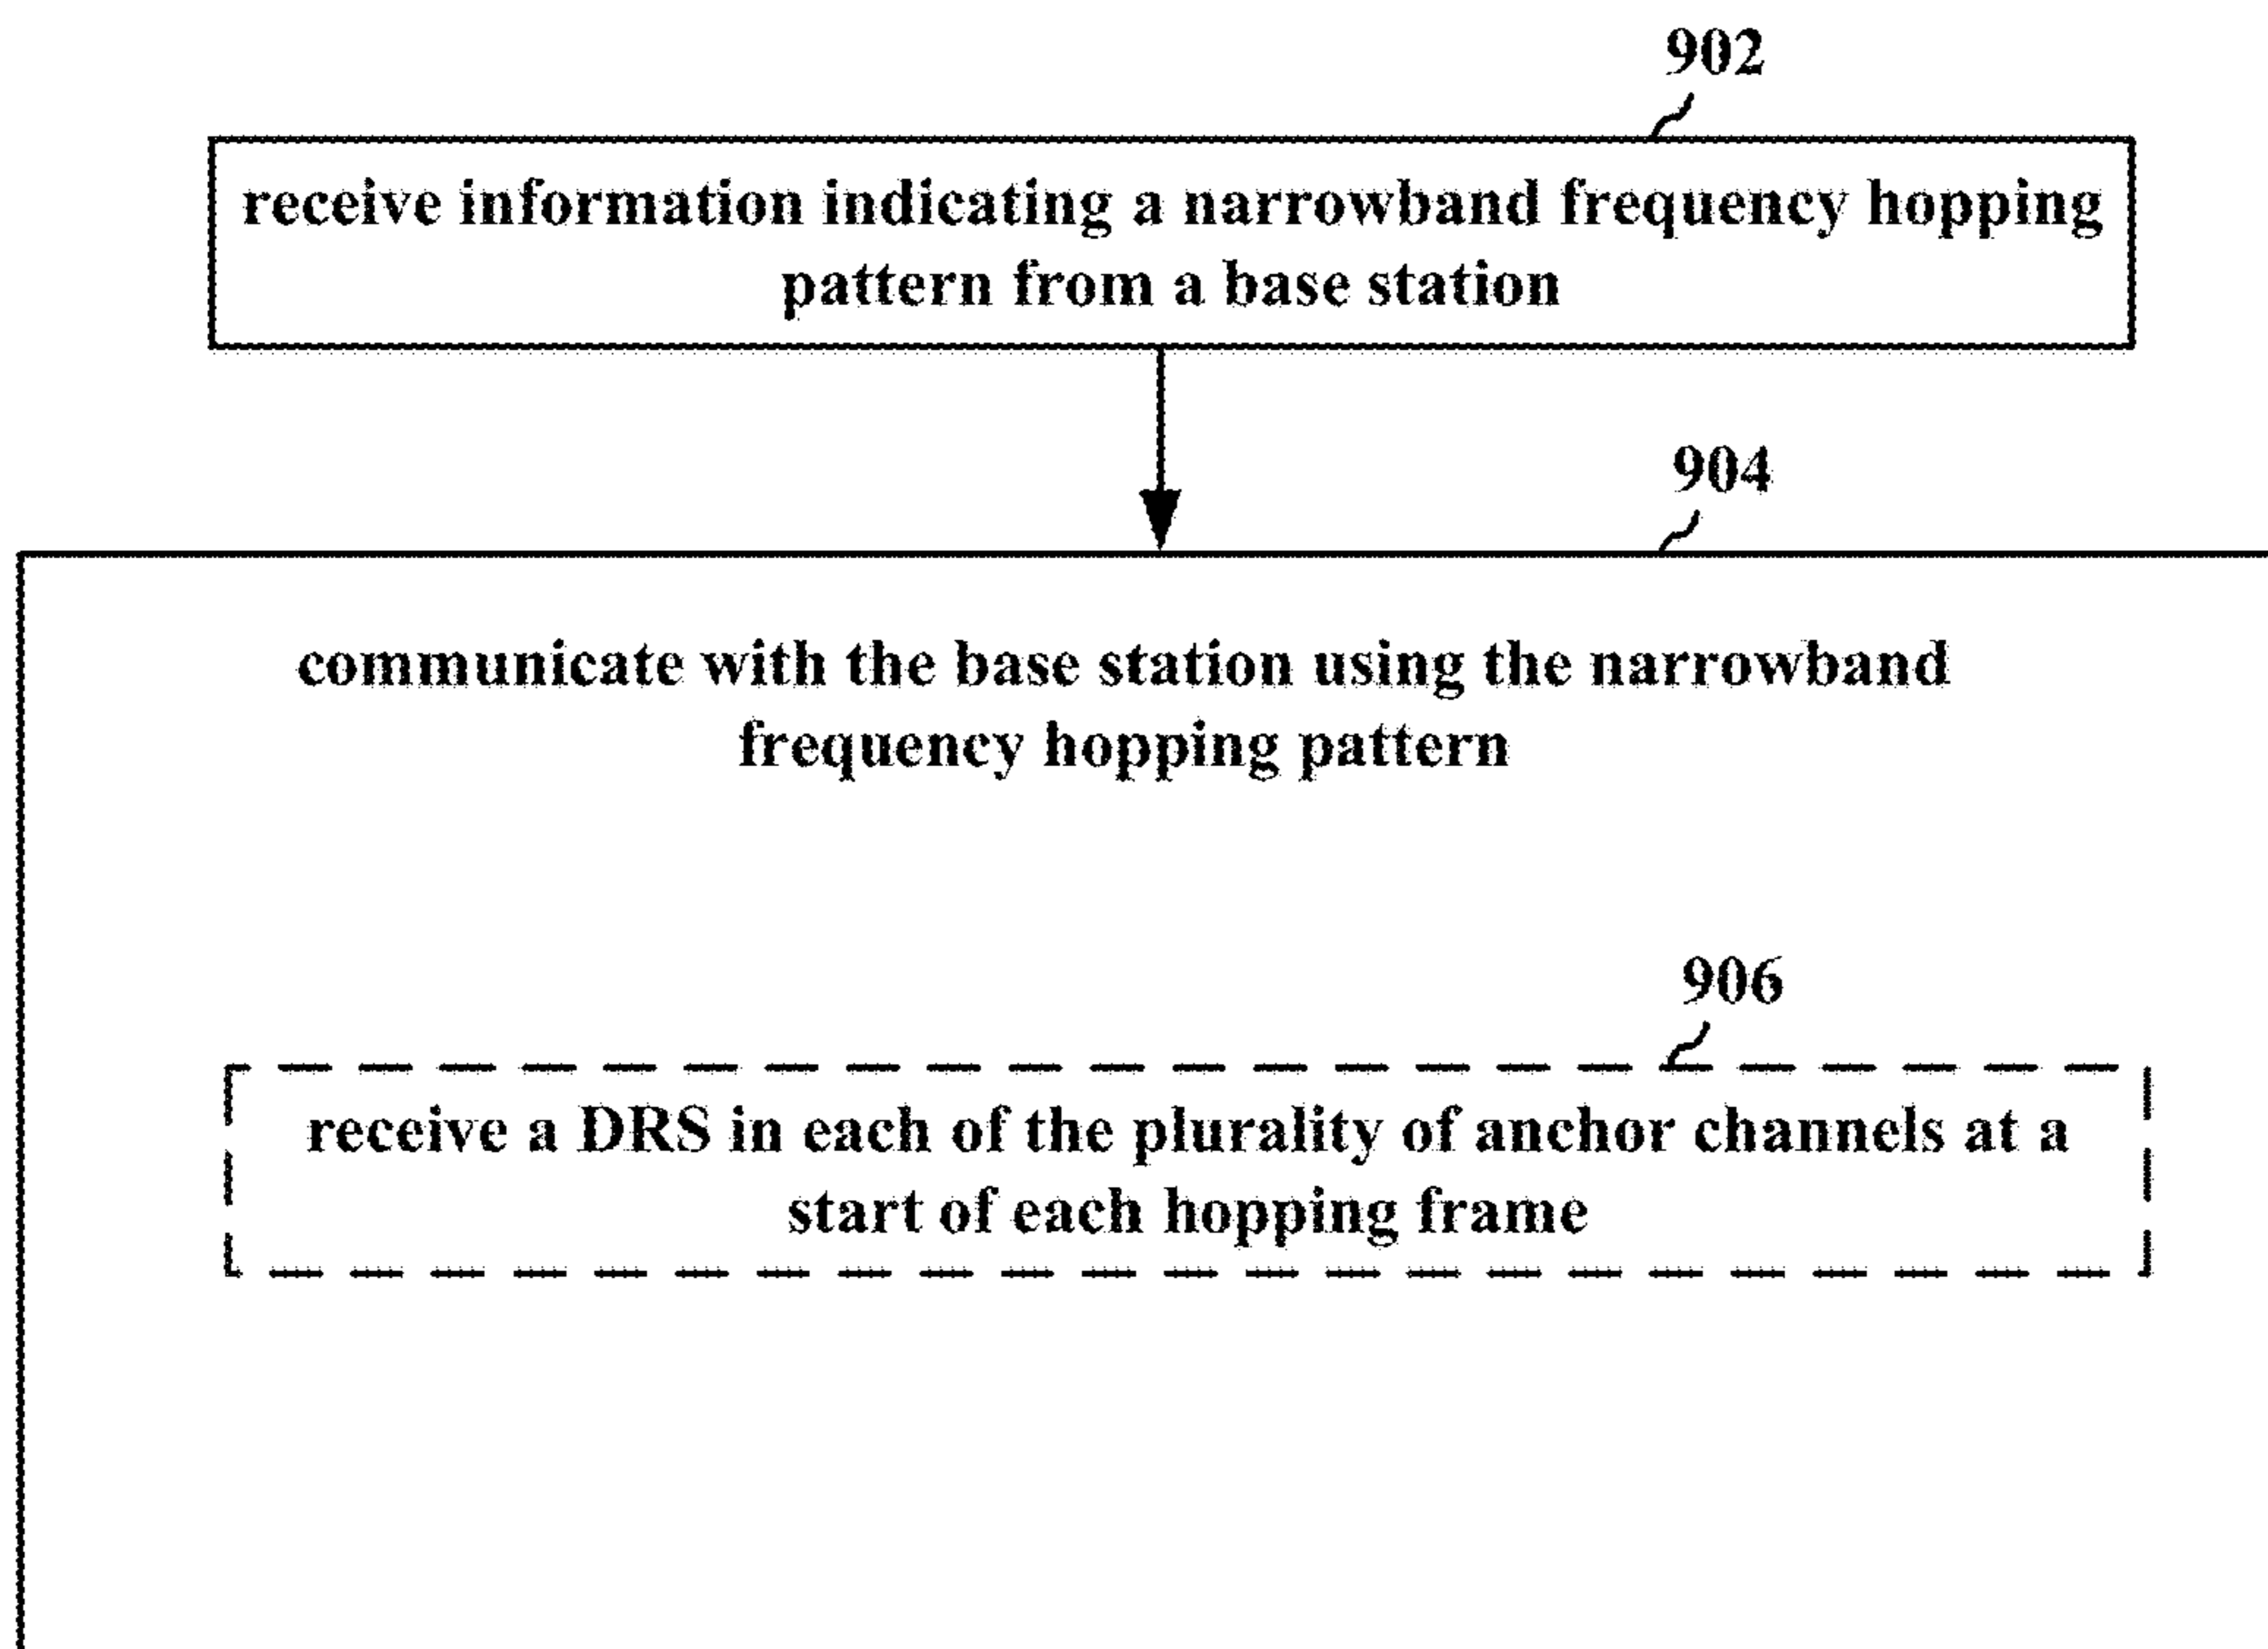 902
receive information indicating a narrowband frequency hopping
pattern from a base station
904
communicate with the base station using the narrowband
frequency hopping pattern
906
receive a DRS in each of the plurality of anchor channels at a
start of each hopping frame